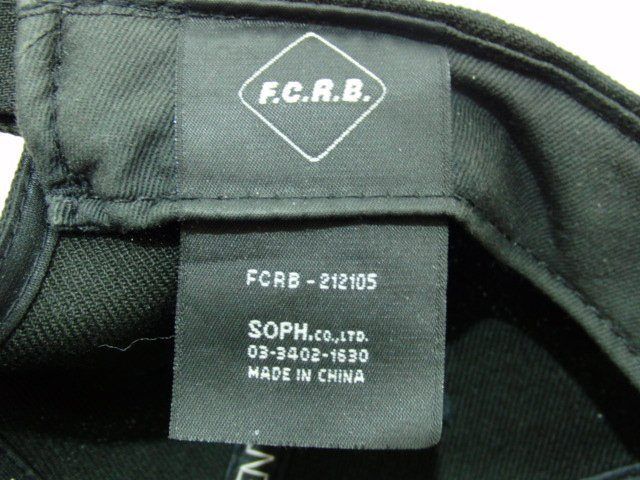 F.C.R.B.
FCRB - 212105
SOPH.CO.,LTD.
03-3402-1630
MADE IN CHINA